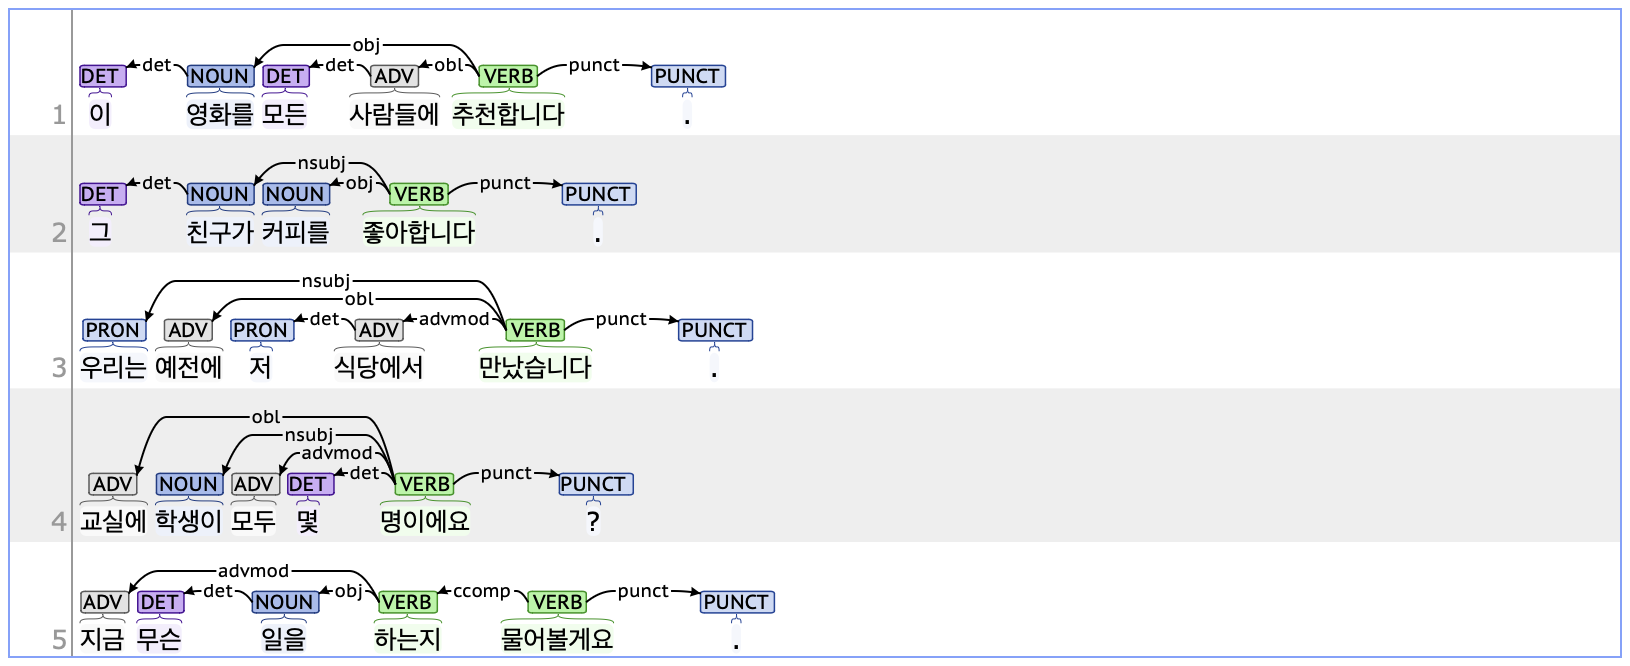 obj
det det obl punct
DET NOUN DET ADV VERB PUNCT
1 이 영화를 모든 사람들에 추천합니다 .
nsubj
det obj punct
DET NOUN NOUN VERB PUNCT
2 그 친구가 커피를 좋아합니다 .
nsubj
obl
det advmod punct
PRON ADV PRON ADV VERB PUNCT
3 우리는 예전에 저 식당에서 만났습니다 .
obl
nsubj
advmod
det punct
ADV NOUN ADV DET VERB PUNCT
4 교실에 학생이 모두 몇 명이에요 ?
advmod
det obj ccomp punct
ADV DET NOUN VERB VERB PUNCT
5 지금 무슨 일을 하는지 물어볼게요 .